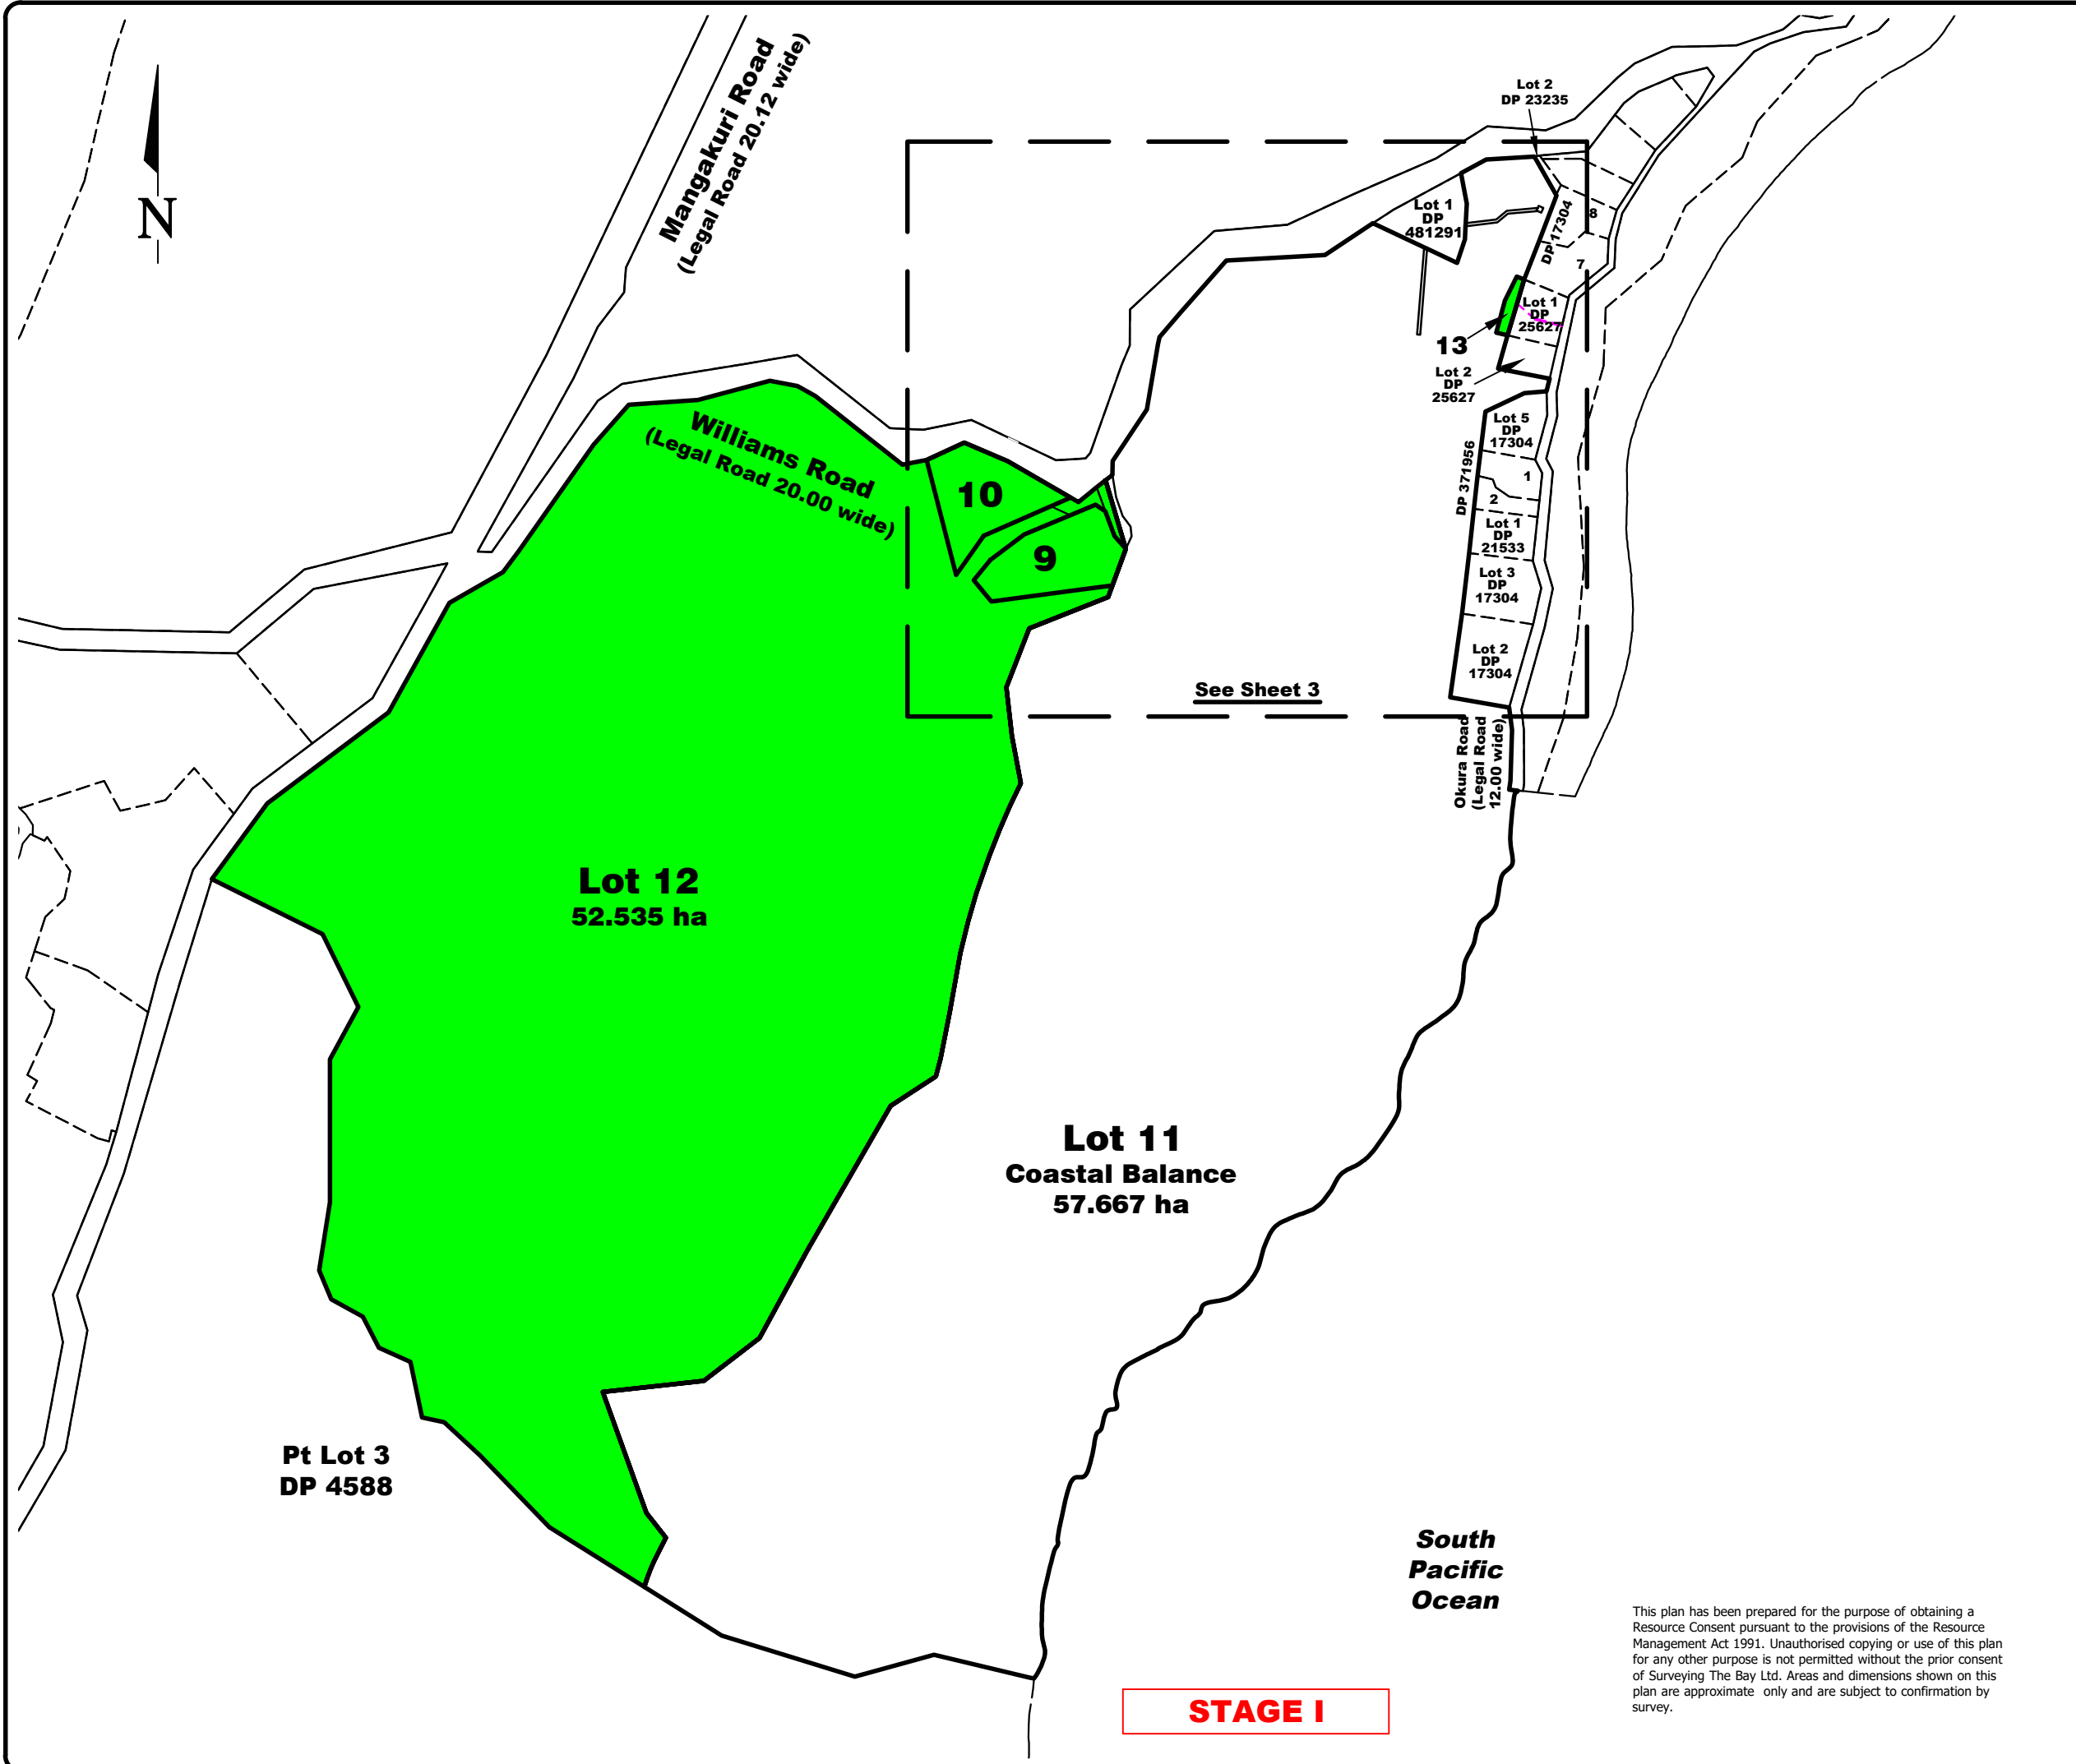 N
Mangakuri Road
(Legal Road 20.12 wide)
Lot 2
DP 23235
Lot 1
DP
481291
DP 17304
8
7
Lot 1
DP
25627
13
Lot 2
DP
25627
Williams Road
(Legal Road 20.00 wide)
10
9
Lot 5
DP
17304
DP 371956
1
2
Lot 1
DP
21533
Lot 3
DP
17304
Lot 2
DP
17304
See Sheet 3
Okura Road
(Legal Road
12.00 wide)
Lot 12
52.535 ha
Lot 11
Coastal Balance
57.667 ha
Pt Lot 3
DP 4588
South
Pacific
Ocean
This plan has been prepared for the purpose of obtaining a
Resource Consent pursuant to the provisions of the Resource
Management Act 1991. Unauthorised copying or use of this plan
for any other purpose is not permitted without the prior consent
of Surveying The Bay Ltd. Areas and dimensions shown on this
plan are approximate only and are subject to confirmation by
survey.
STAGE I